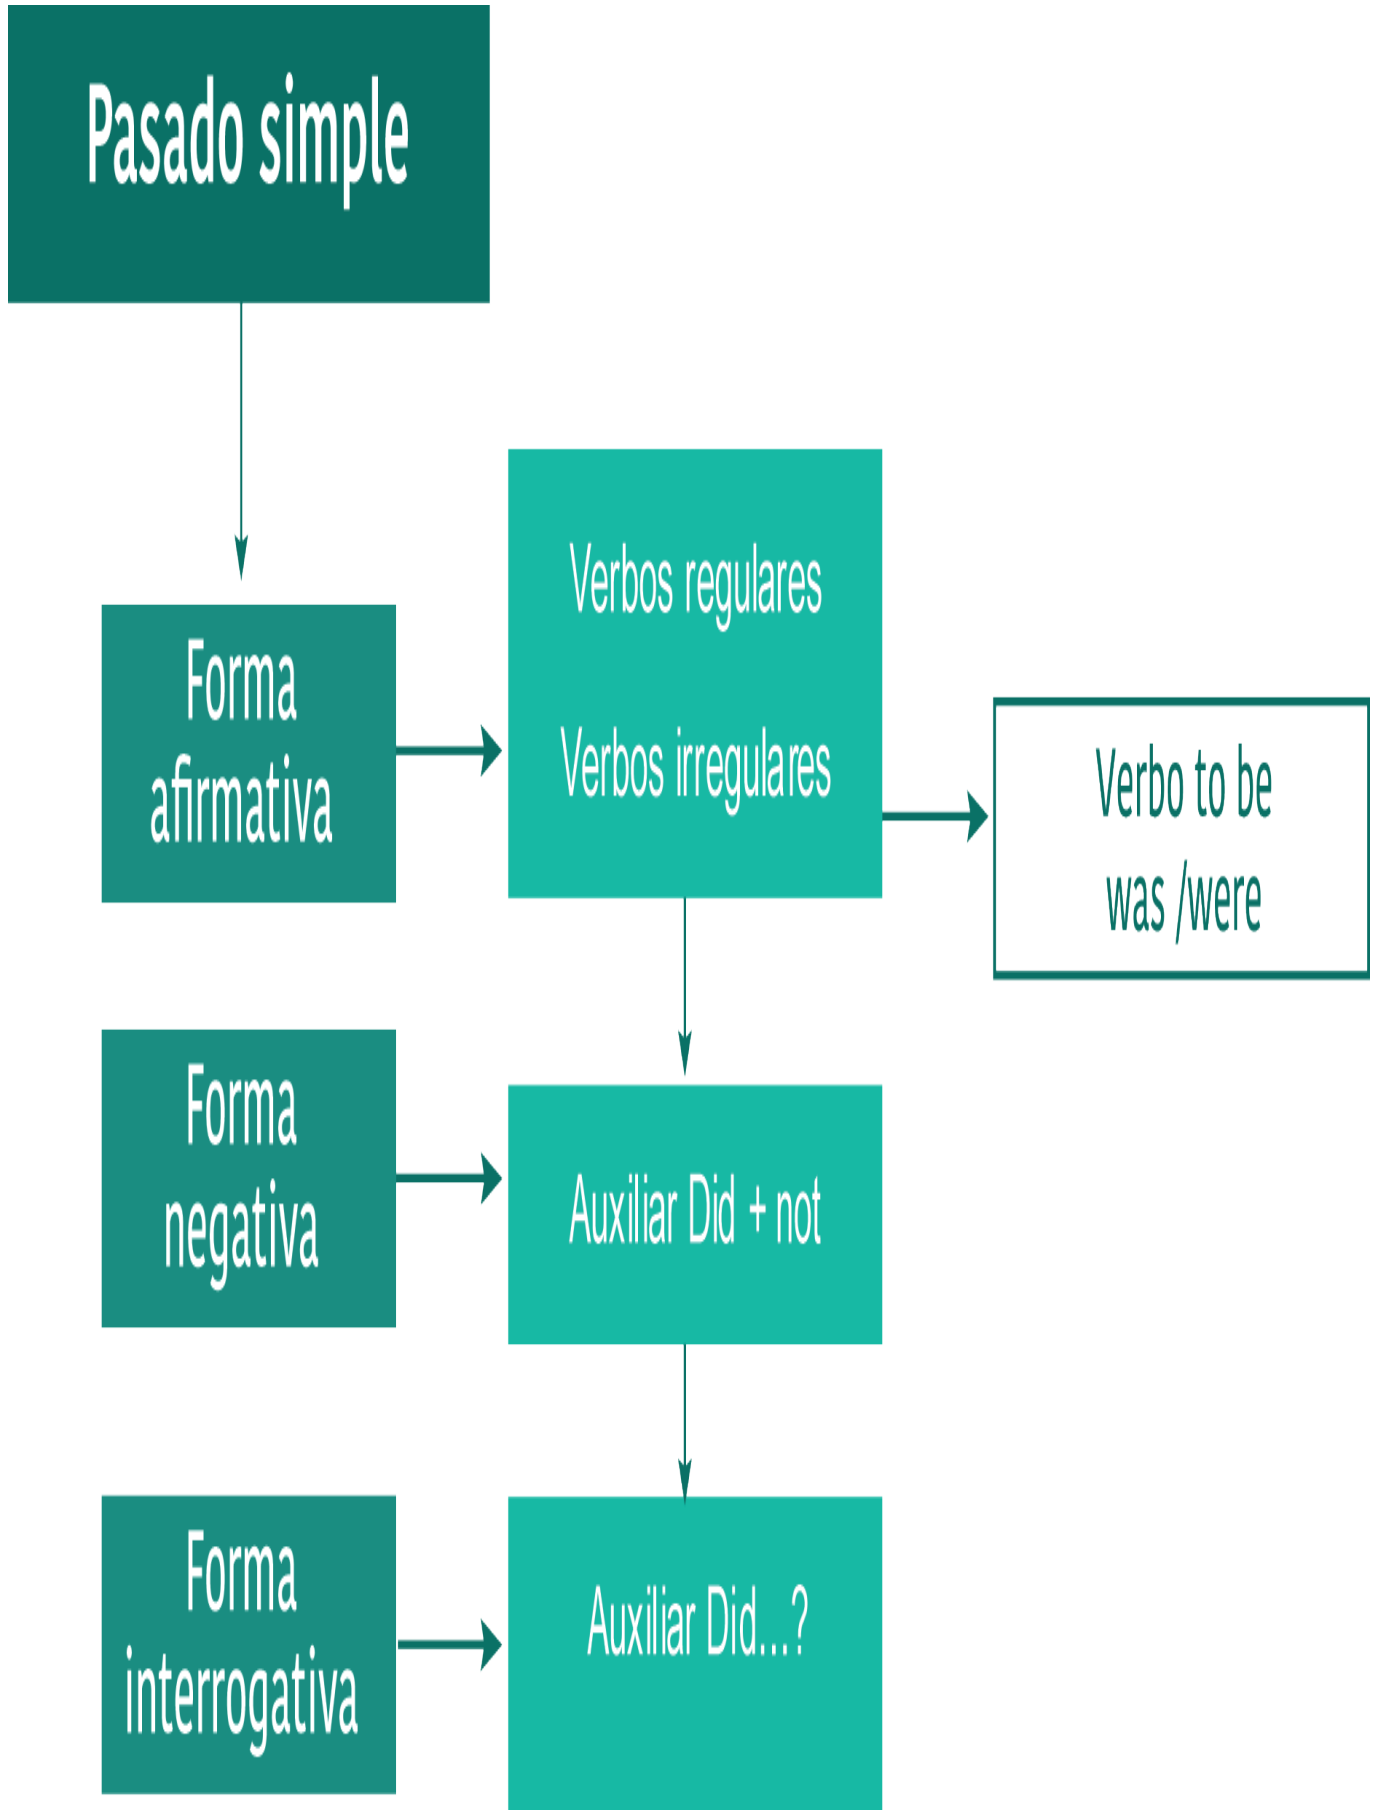 Pasado simple
Forma
afirmativa
Verbos regulares
Verbos irregulares
Verbo to be
was /were
Forma
negativa
Auxiliar Did + not
Forma
interrogativa
Auxiliar Did...?